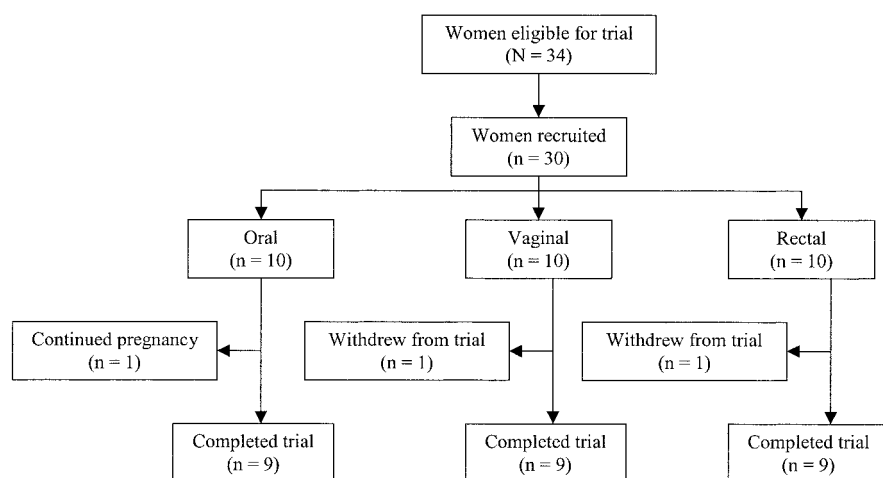 Women eligible for trial
(N = 34)
Women recruited
(n = 30)
Oral
(n = 10)
Vaginal
(n = 10)
Rectal
(n = 10)
Continued pregnancy
(n = 1)
Withdrew from trial
(n = 1)
Withdrew from trial
(n = 1)
Completed trial
(n = 9)
Completed trial
(n = 9)
Completed trial
(n = 9)